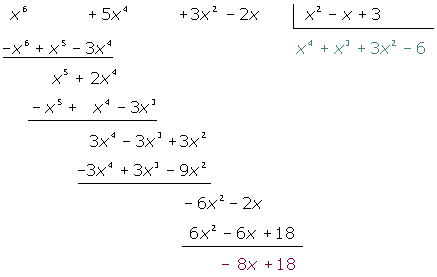 x⁶ + 5x⁴ + 3x² − 2x x² − x + 3
−x⁶ + x⁵ − 3x⁴ x⁴ + x³ + 3x² − 6
x⁵ + 2x⁴
− x⁵ + x⁴ − 3x³
3x⁴ − 3x³ + 3x²
−3x⁴ + 3x³ − 9x²
− 6x² − 2x
6x² − 6x + 18
− 8x + 18